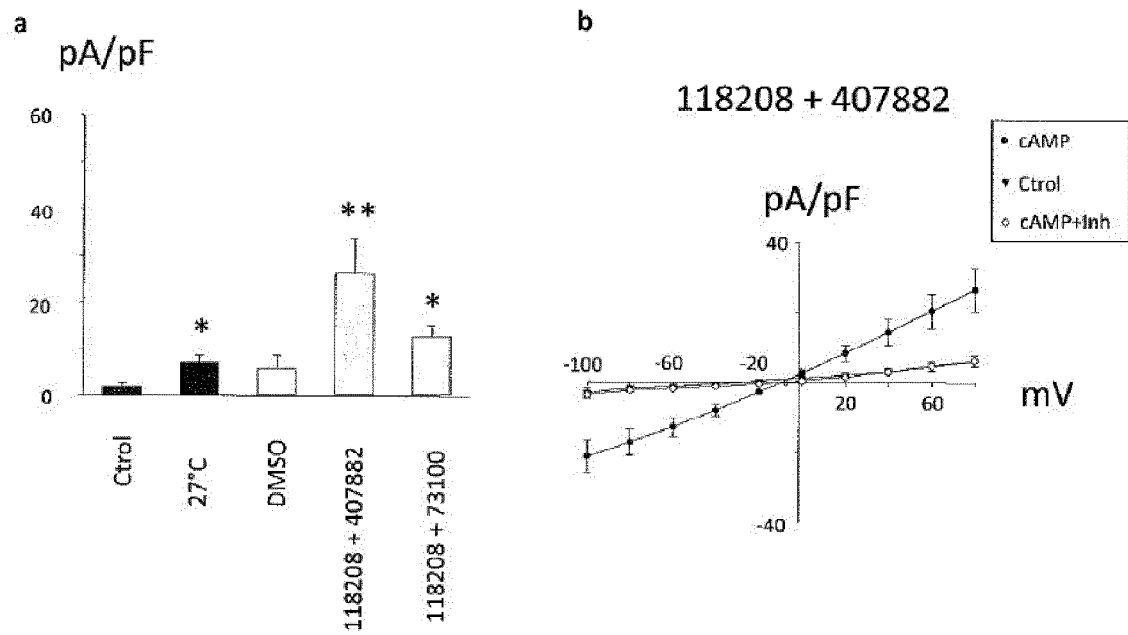 a
pA/pF
60
40
20
0
**
*
*
Ctrol
27°C
DMSO
118208 + 407882
118208 + 73100
b
118208 + 407882
cAMP
Ctrol
cAMP+Inh
pA/pF
40
-100
-60
-20
20
60
mV
-40